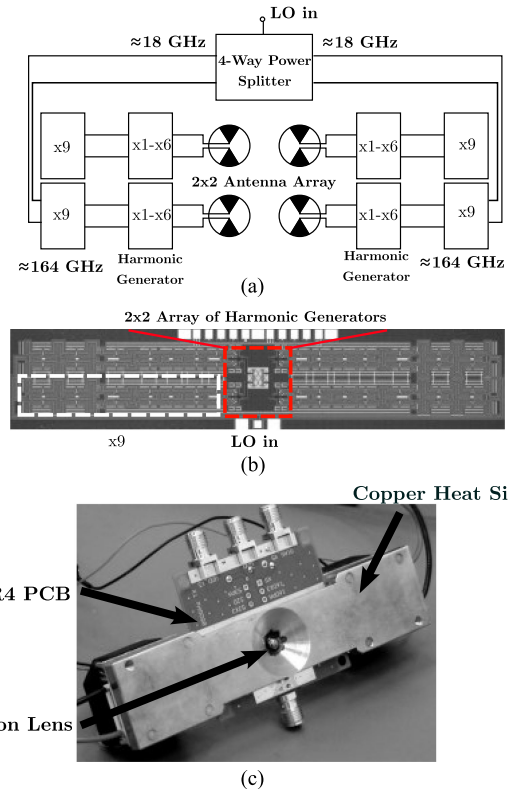 LO in
≈18 GHz
≈18 GHz
4-Way Power
Splitter
x9
x1-x6
x1-x6
x9
2x2 Antenna Array
x9
x1-x6
x1-x6
x9
≈164 GHz
Harmonic
Generator
Harmonic
Generator
≈164 GHz
(a)
2x2 Array of Harmonic Generators
x9
LO in
(b)
Copper Heat Si
R4 PCB
on Lens
(c)